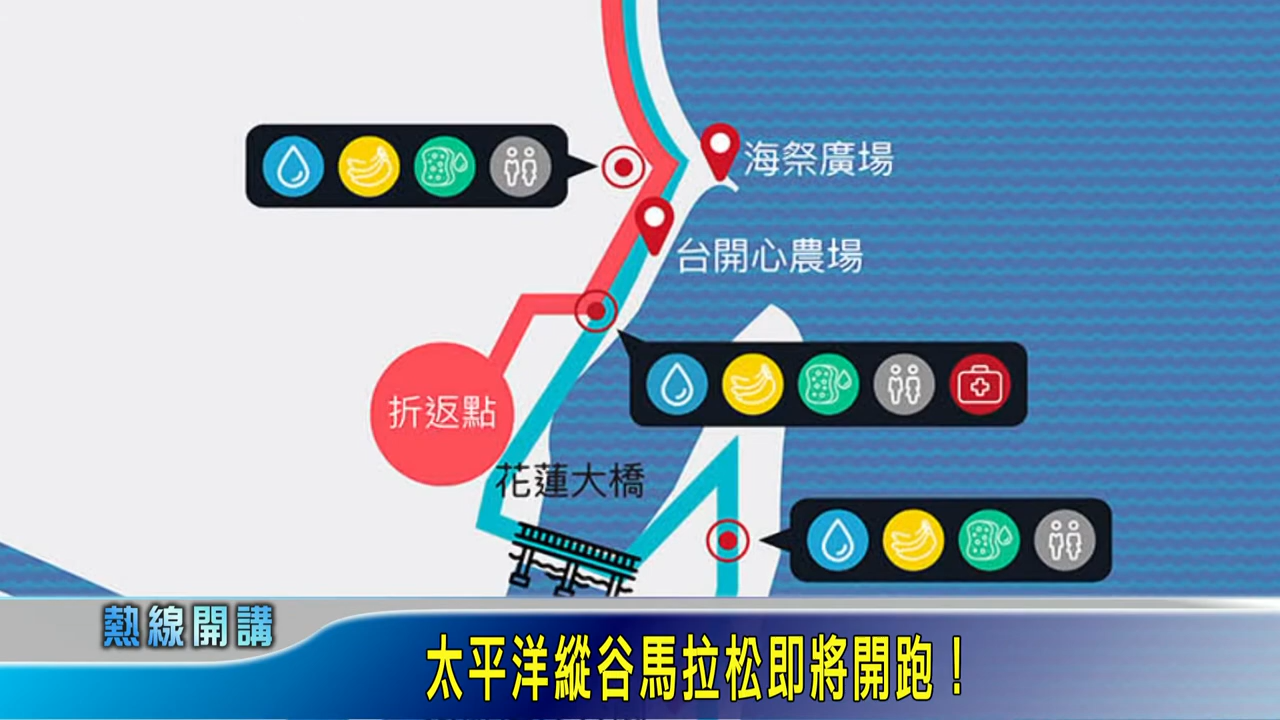 海祭廣場
台開心農場
折返點
花蓮大橋
熱線開講
太平洋縱谷馬拉松即將開跑！